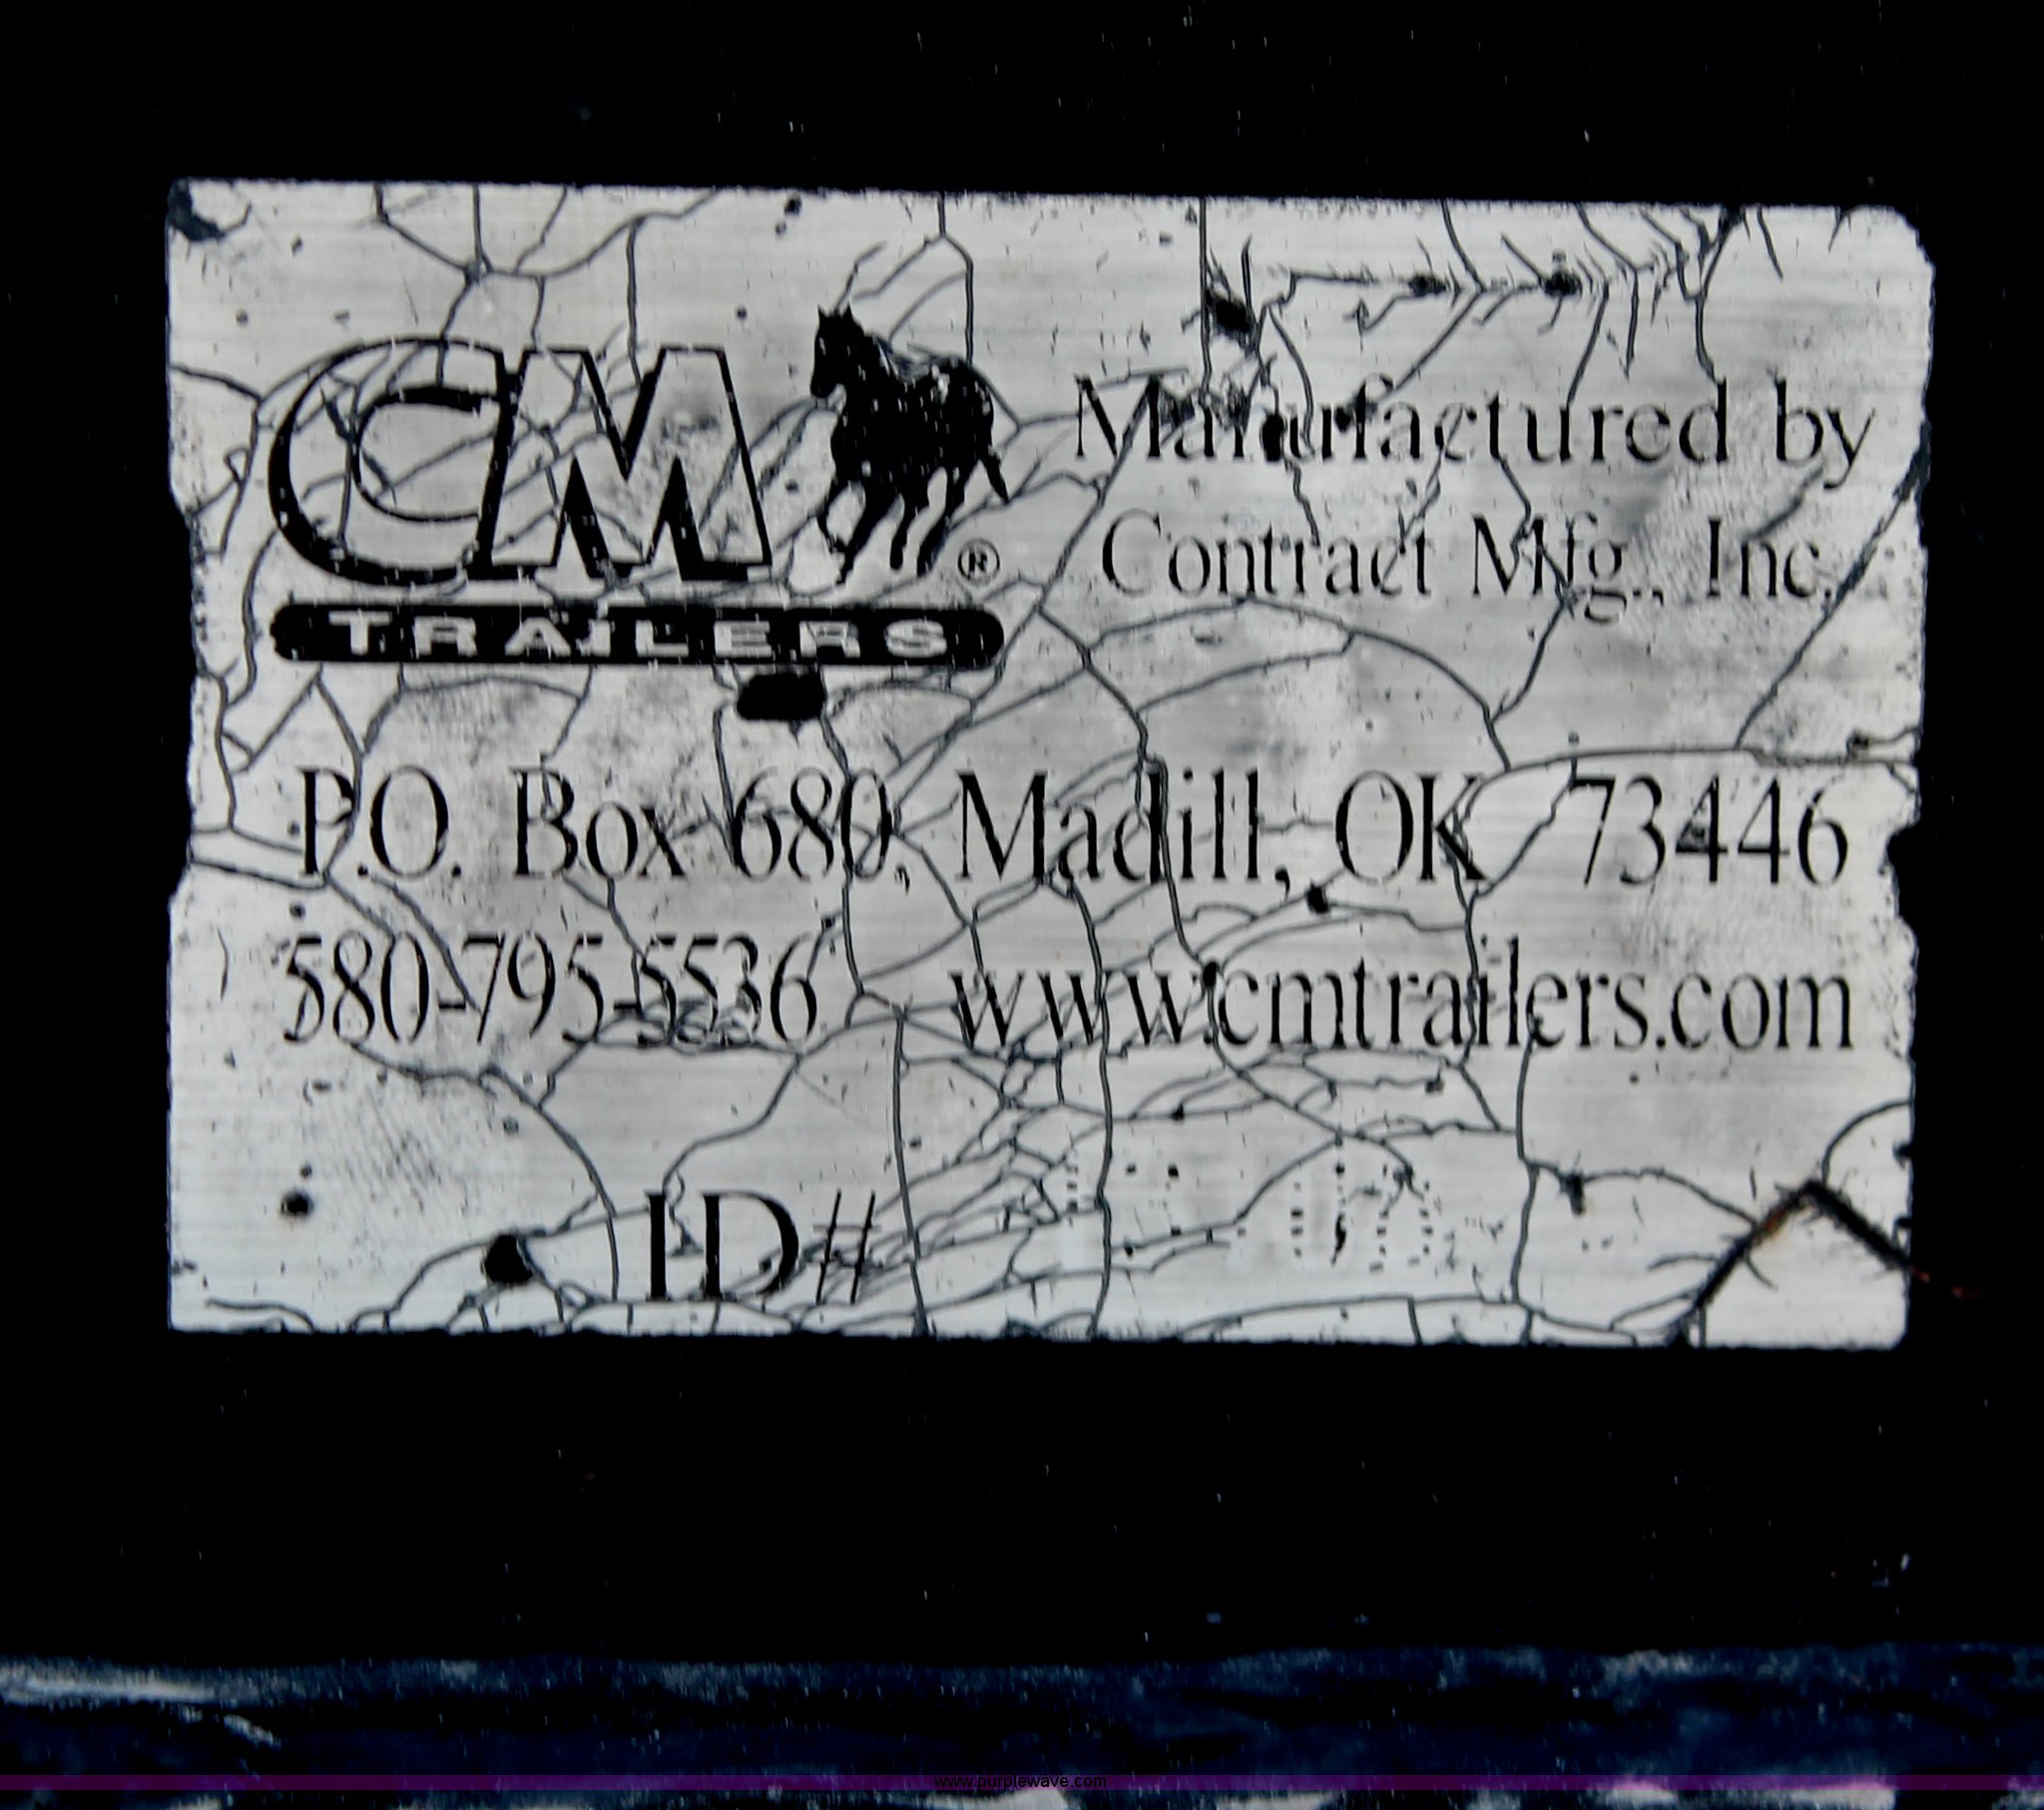 CM ®
TRAILERS
Manufactured by
Contract Mfg., Inc.
P.O. Box 680, Madill, OK 73446
580-795-5536 www.cmtrailers.com
ID#
www.purplewave.com